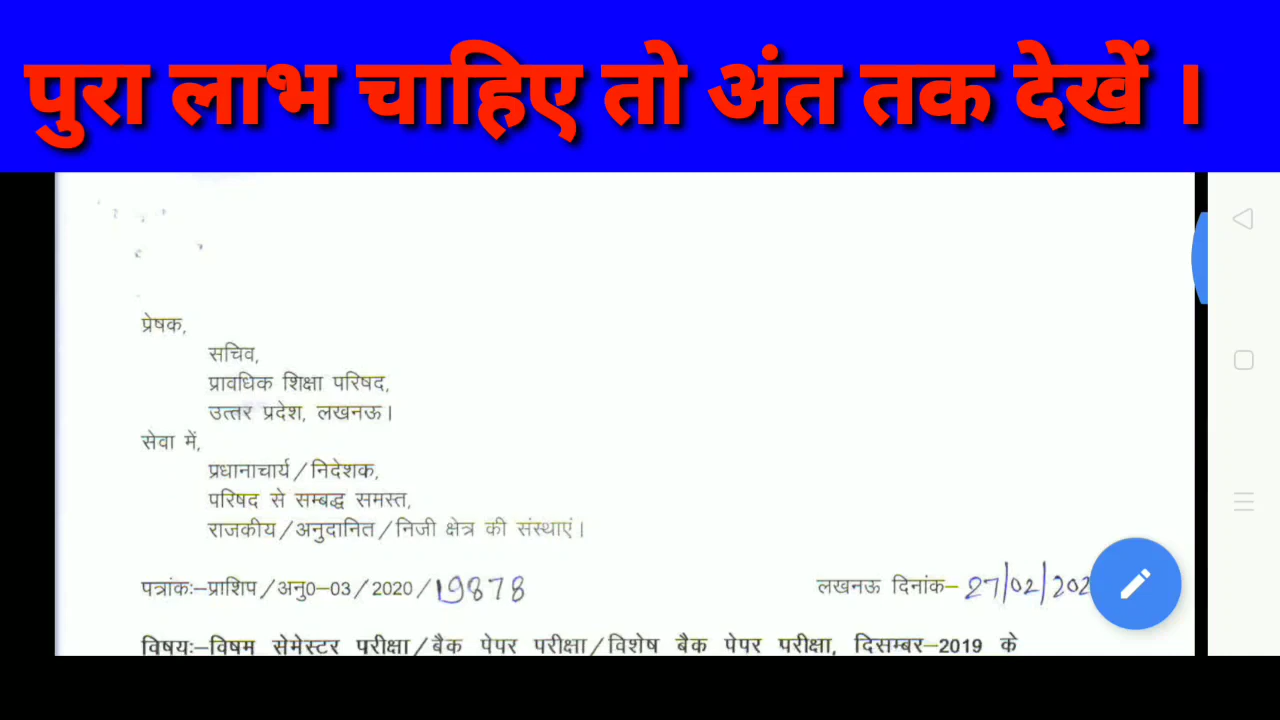 पुरा लाभ चाहिए तो अंत तक देखें ।
प्रेषक,
सचिव,
प्रावधिक शिक्षा परिषद,
उत्तर प्रदेश, लखनऊ।
सेवा में,
प्रधानाचार्य/निदेशक,
परिषद से सम्बद्ध समस्त,
राजकीय/अनुदानित/निजी क्षेत्र की संस्थाएं।
पत्रांकः–प्राशिप/अनु0–03/2020/19878 लखनऊ दिनांक– 27/02/202
विषयः–विषम सेमेस्टर परीक्षा/बैक पेपर परीक्षा/विशेष बैक पेपर परीक्षा, दिसम्बर–2019 के